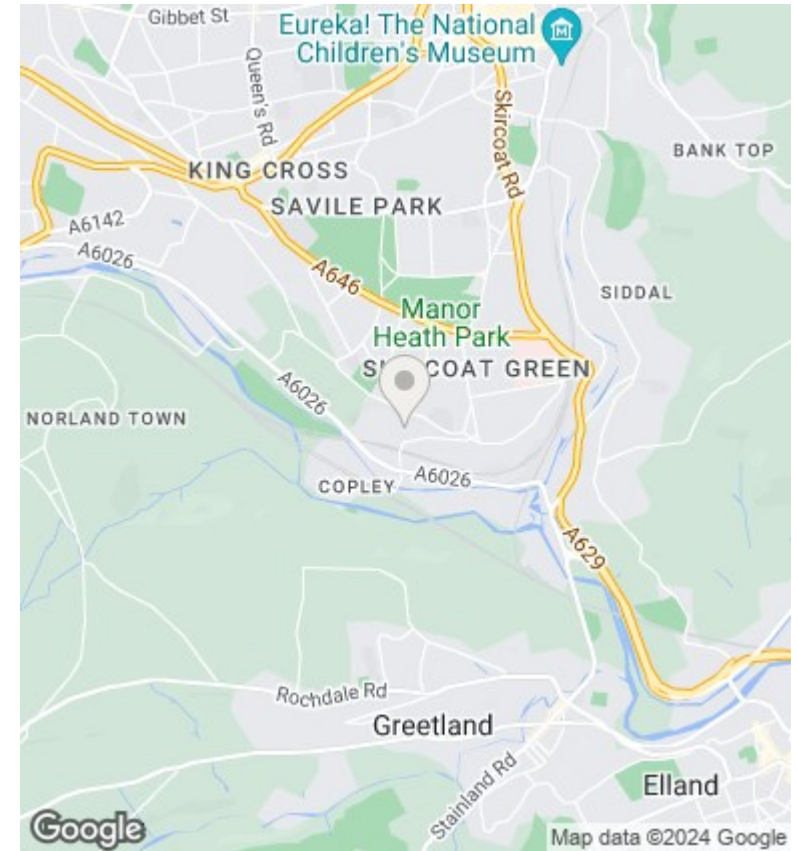 Gibbet St
Eureka! The National
Children's Museum
Queen's Rd
Skircoat Rd
BANK TOP
KING CROSS
SAVILE PARK
A6142
A6026
A646
SIDDAL
Manor
Heath Park
COAT GREEN
A6026
NORLAND TOWN
COPLEY
A6026
A629
Rochdale Rd
Greetland
Stainland Rd
Elland
Google
Map data ©2024 Google